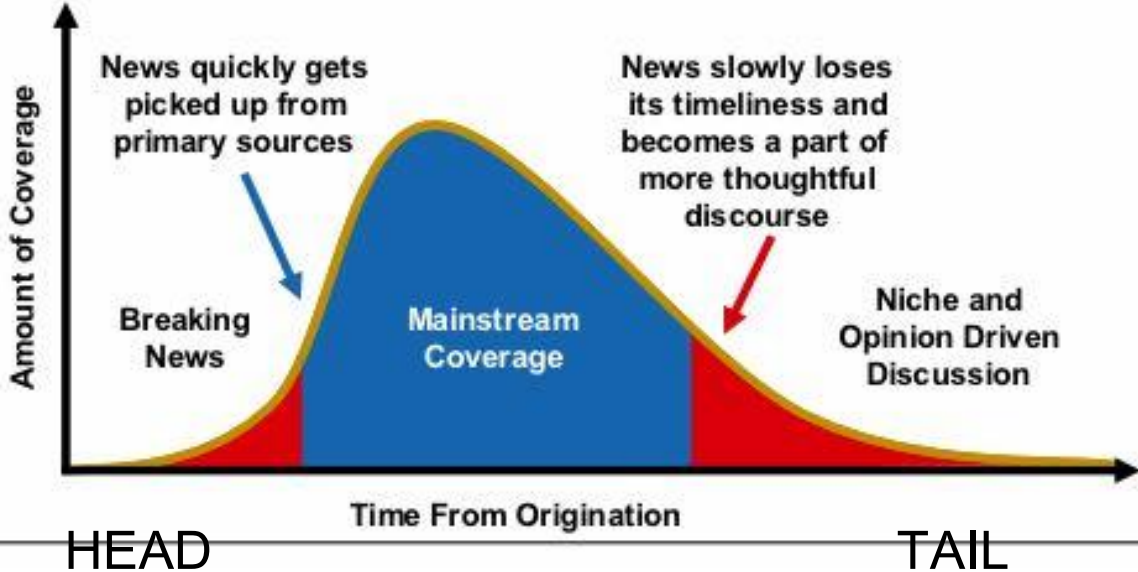 News quickly gets
picked up from
primary sources
News slowly loses
its timeliness and
becomes a part of
more thoughtful
discourse
Amount of Coverage
Breaking
News
Mainstream
Coverage
Niche and
Opinion Driven
Discussion
Time From Origination
HEAD
TAIL